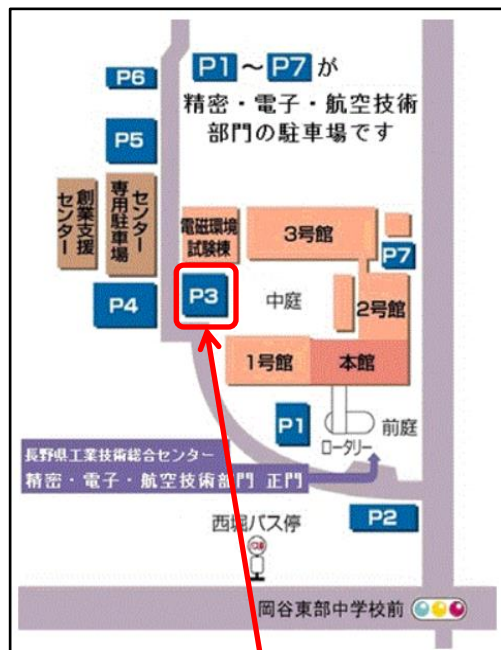 P1～P7が
精密・電子・航空技術
部門の駐車場です
P6
P5
創業支援
センター
センター
専用駐車場
電磁環境
試験棟
3号館
P7
P4
P3
中庭
2号館
1号館
本館
P1
ロータリー
前庭
長野県工業技術総合センター
精密・電子・航空技術部門 正門
P2
西堀バス停
岡谷東部中学校前